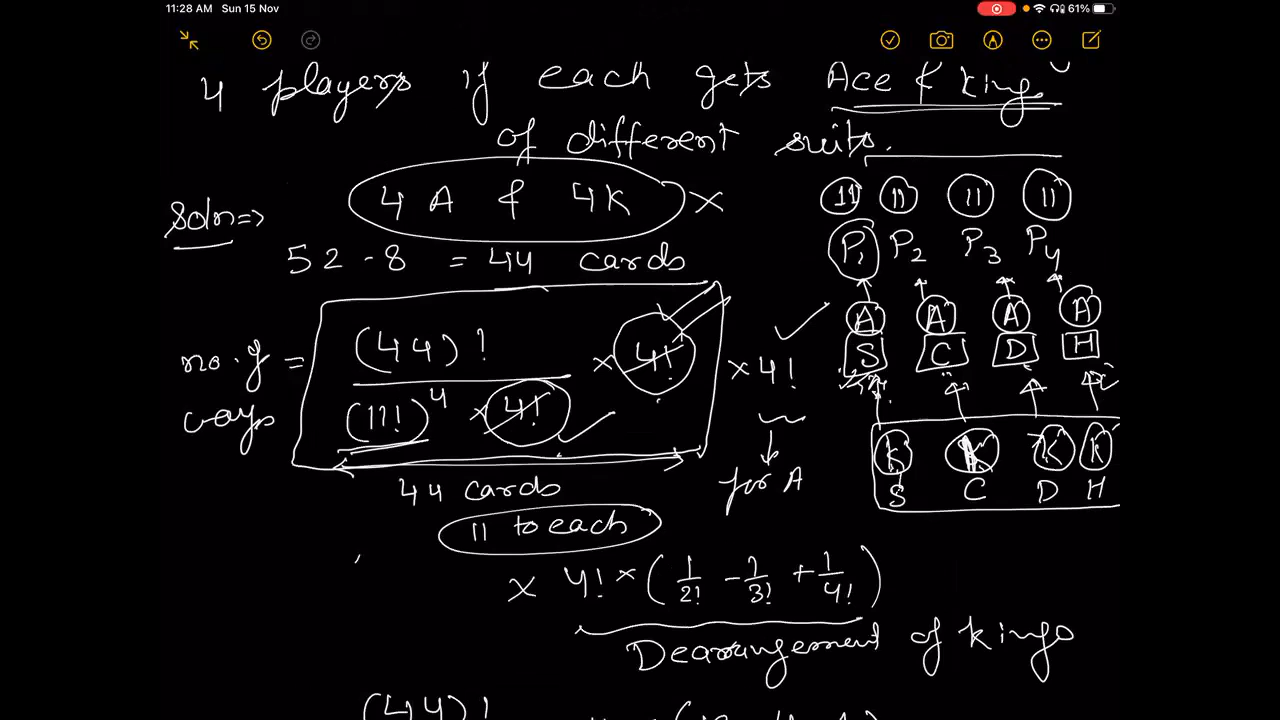 11:28 AM Sun 15 Nov
61%
4 players if each gets Ace & king
of different suits.
Soln=> 4 A & 4K ×
52 - 8 = 44 cards
no. of ways = (44)! / (11!)⁴ × 4! × 4! × 4!
44 cards
for A
11 to each
× 4! × (1/2! - 1/3! + 1/4!)
Dearrangement of kings
(44)!
11 11 11 11
P₁ P₂ P₃ P₄
A A A A
S C D H
K K K K
S C D H